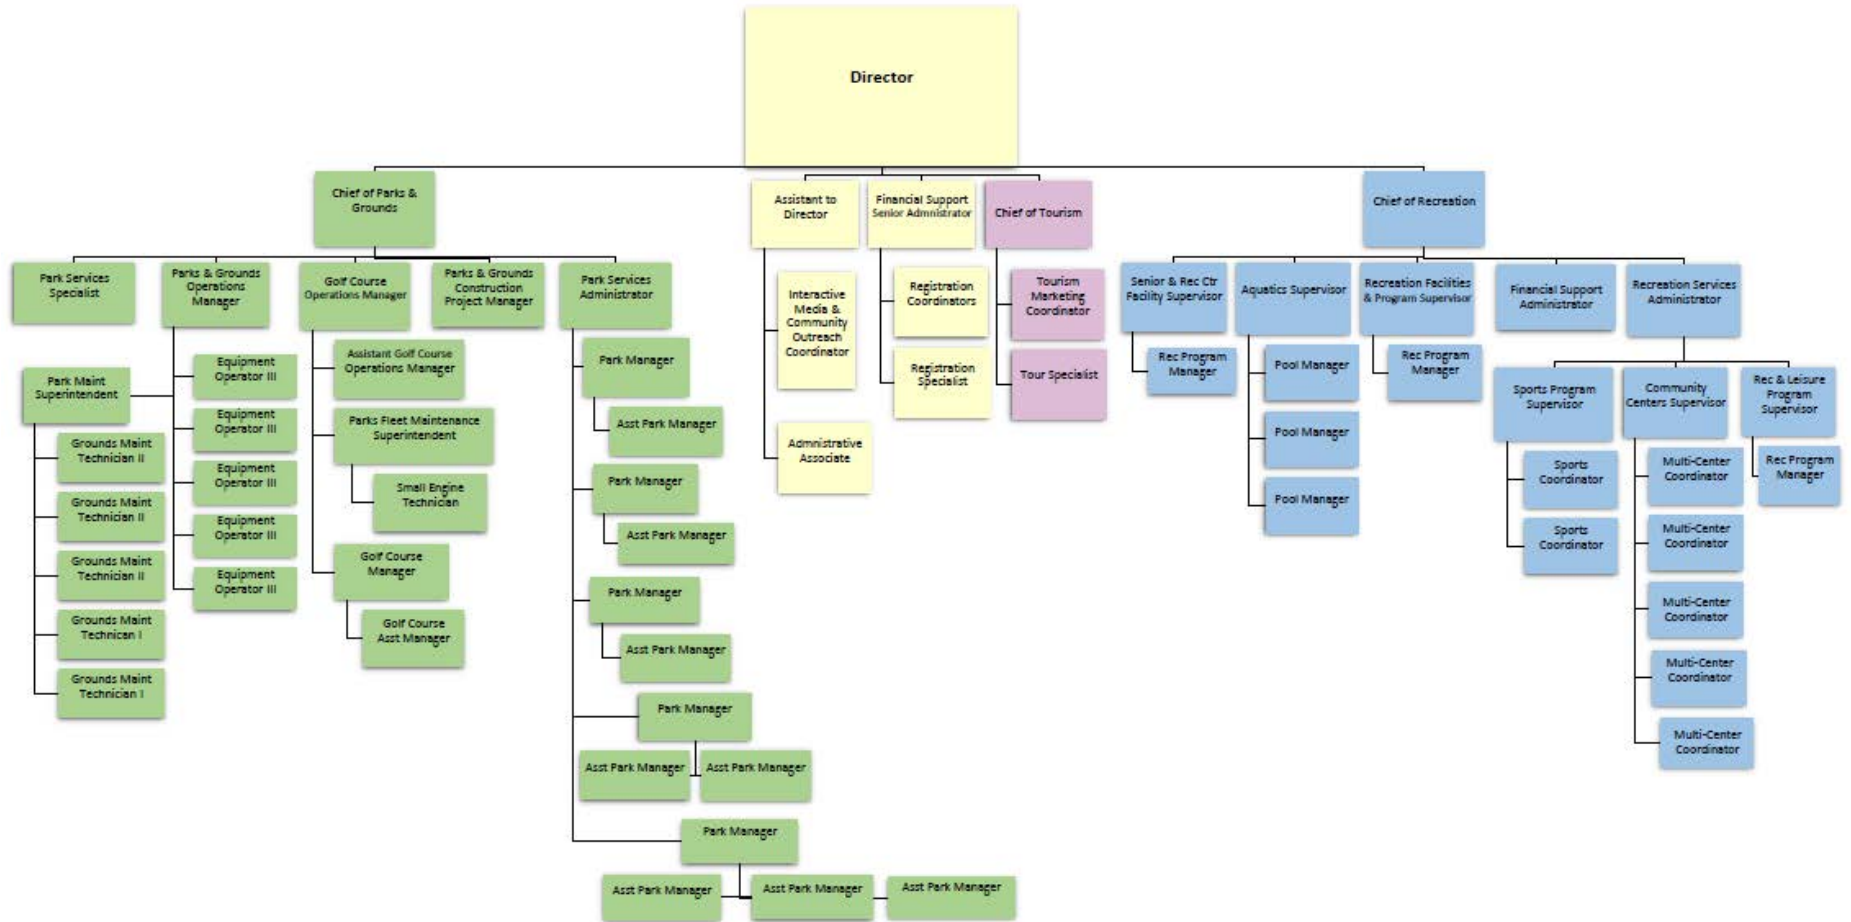 Director
Chief of Parks &
Grounds
Assistant to
Director
Financial Support
Senior Admnistrator
Chief of Tourism
Chief of Recreation
Park Services
Specialist
Parks & Grounds
Operations
Manager
Golf Course
Operations Manager
Parks & Grounds
Construction
Project Manager
Park Services
Administrator
Interactive
Media &
Community
Outreach
Coordinator
Admnistrative
Associate
Registration
Coordinators
Registration
Specialist
Tourism
Marketing
Coordinator
Tour Specialist
Senior & Rec Ctr
Facility Supervisor
Aquatics Supervisor
Recreation Facilities
& Program Supervisor
Financial Support
Administrator
Recreation Services
Administrator
Park Maint
Superintendent
Grounds Maint
Technician II
Grounds Maint
Technician II
Grounds Maint
Technician II
Grounds Maint
Technican I
Grounds Maint
Technician I
Equipment
Operator III
Equipment
Operator III
Equipment
Operator III
Equipment
Operator III
Equipment
Operator III
Assistant Golf Course
Operations Manager
Parks Fleet Maintenance
Superintendent
Small Engine
Technician
Golf Course
Manager
Golf Course
Asst Manager
Park Manager
Asst Park Manager
Park Manager
Asst Park Manager
Park Manager
Asst Park Manager
Park Manager
Asst Park Manager
Asst Park Manager
Park Manager
Asst Park Manager
Asst Park Manager
Asst Park Manager
Rec Program
Manager
Pool Manager
Pool Manager
Pool Manager
Rec Program
Manager
Sports Program
Supervisor
Sports
Coordinator
Sports
Coordinator
Community
Centers Supervisor
Multi-Center
Coordinator
Multi-Center
Coordinator
Multi-Center
Coordinator
Multi-Center
Coordinator
Multi-Center
Coordinator
Rec & Leisure
Program
Supervisor
Rec Program
Manager